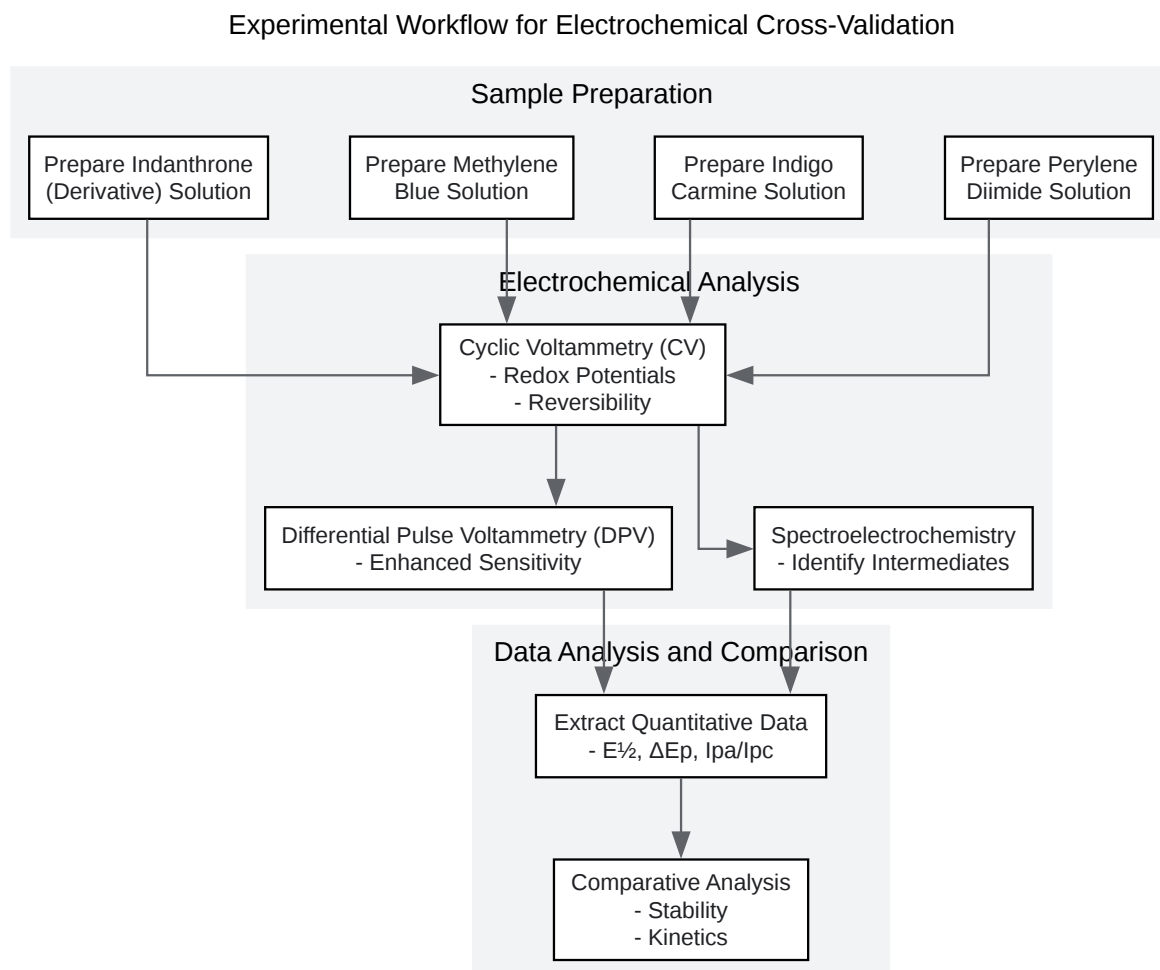 Experimental Workflow for Electrochemical Cross-Validation
Sample Preparation
Prepare Indanthrone
(Derivative) Solution
Prepare Methylene
Blue Solution
Prepare Indigo
Carmine Solution
Prepare Perylene
Diimide Solution
Electrochemical Analysis
Cyclic Voltammetry (CV)
- Redox Potentials
- Reversibility
Differential Pulse Voltammetry (DPV)
- Enhanced Sensitivity
Spectroelectrochemistry
- Identify Intermediates
Data Analysis and Comparison
Extract Quantitative Data
- E½, ΔEp, Ipa/Ipc
Comparative Analysis
- Stability
- Kinetics